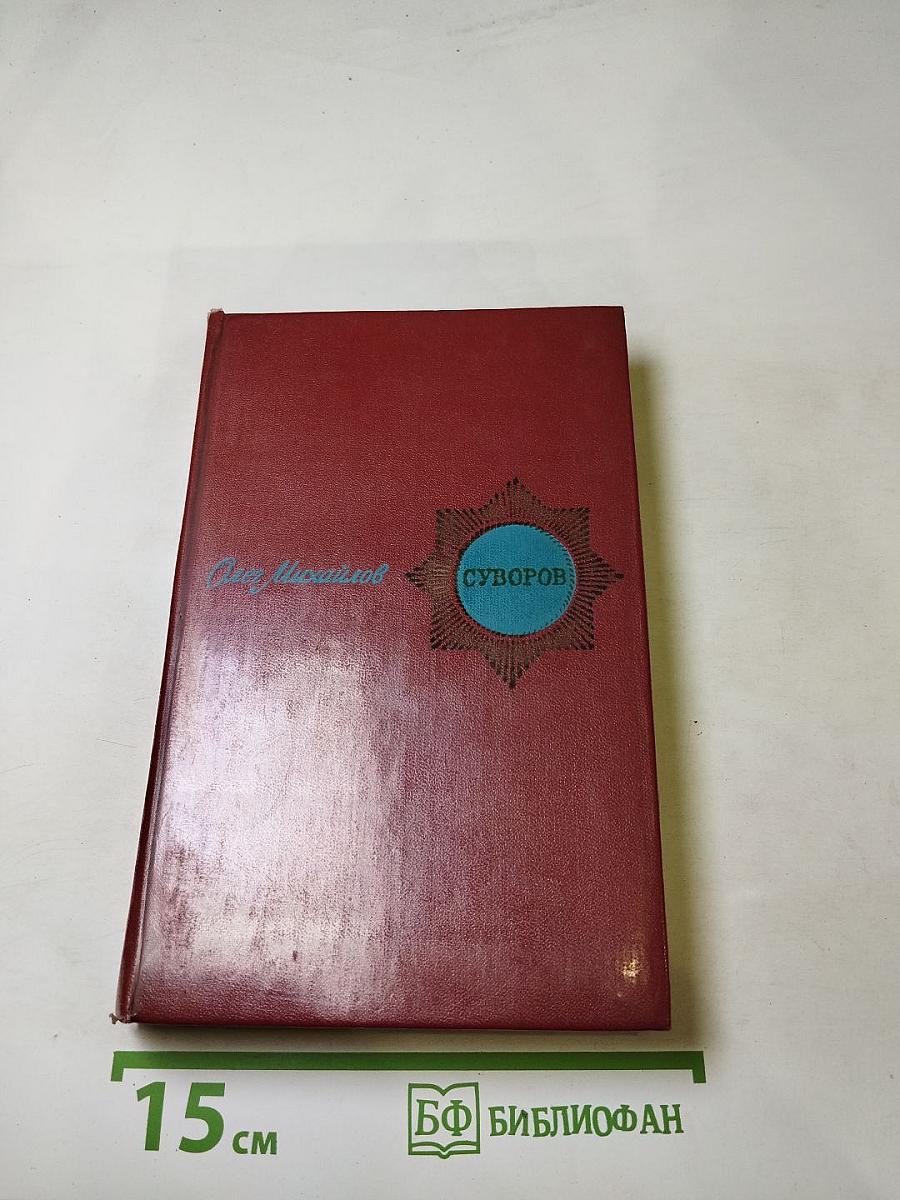 Олег Михайлов
СУВОРОВ
15 см
БФ БИБЛИОФАН